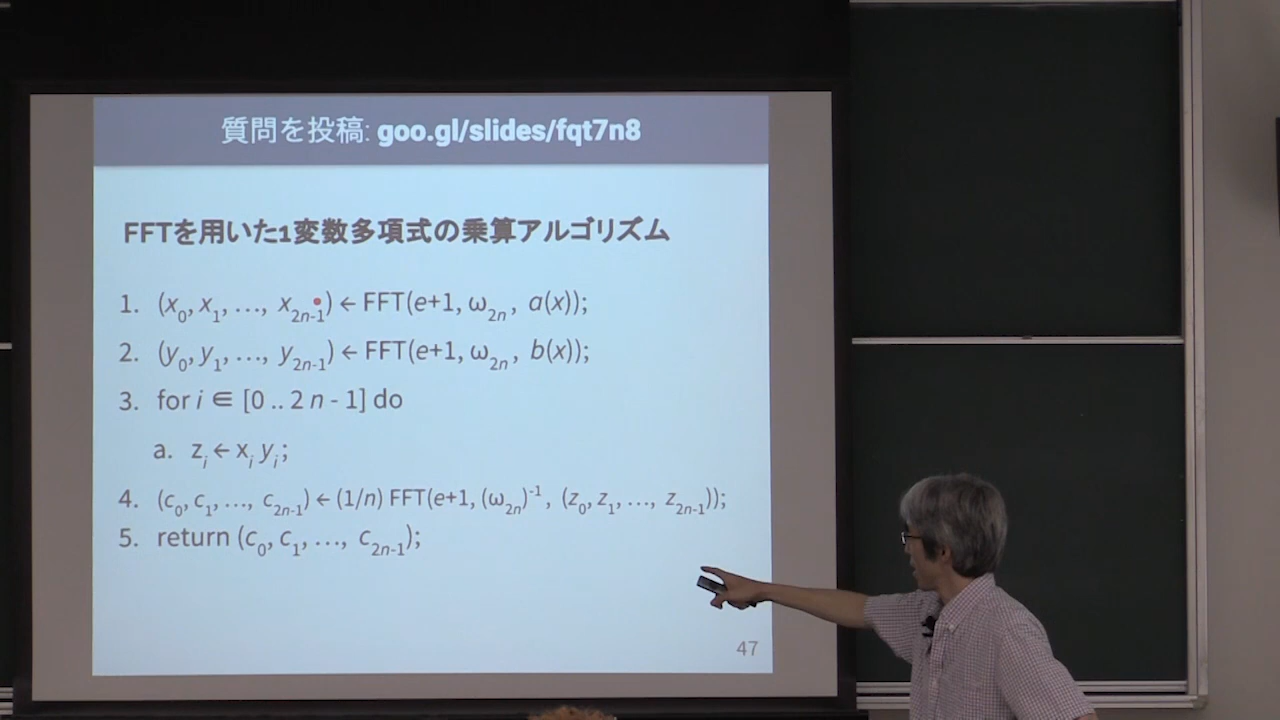 質問を投稿: goo.gl/slides/fqt7n8
FFTを用いた1変数多項式の乗算アルゴリズム
1. (x0, x1, …, x2n-1) ← FFT(e+1, ω2n, a(x));
2. (y0, y1, …, y2n-1) ← FFT(e+1, ω2n, b(x));
3. for i ∈ [0 .. 2 n - 1] do
a. zi ← xi yi;
4. (c0, c1, …, c2n-1) ← (1/n) FFT(e+1, (ω2n)-1, (z0, z1, …, z2n-1));
5. return (c0, c1, …, c2n-1);
47